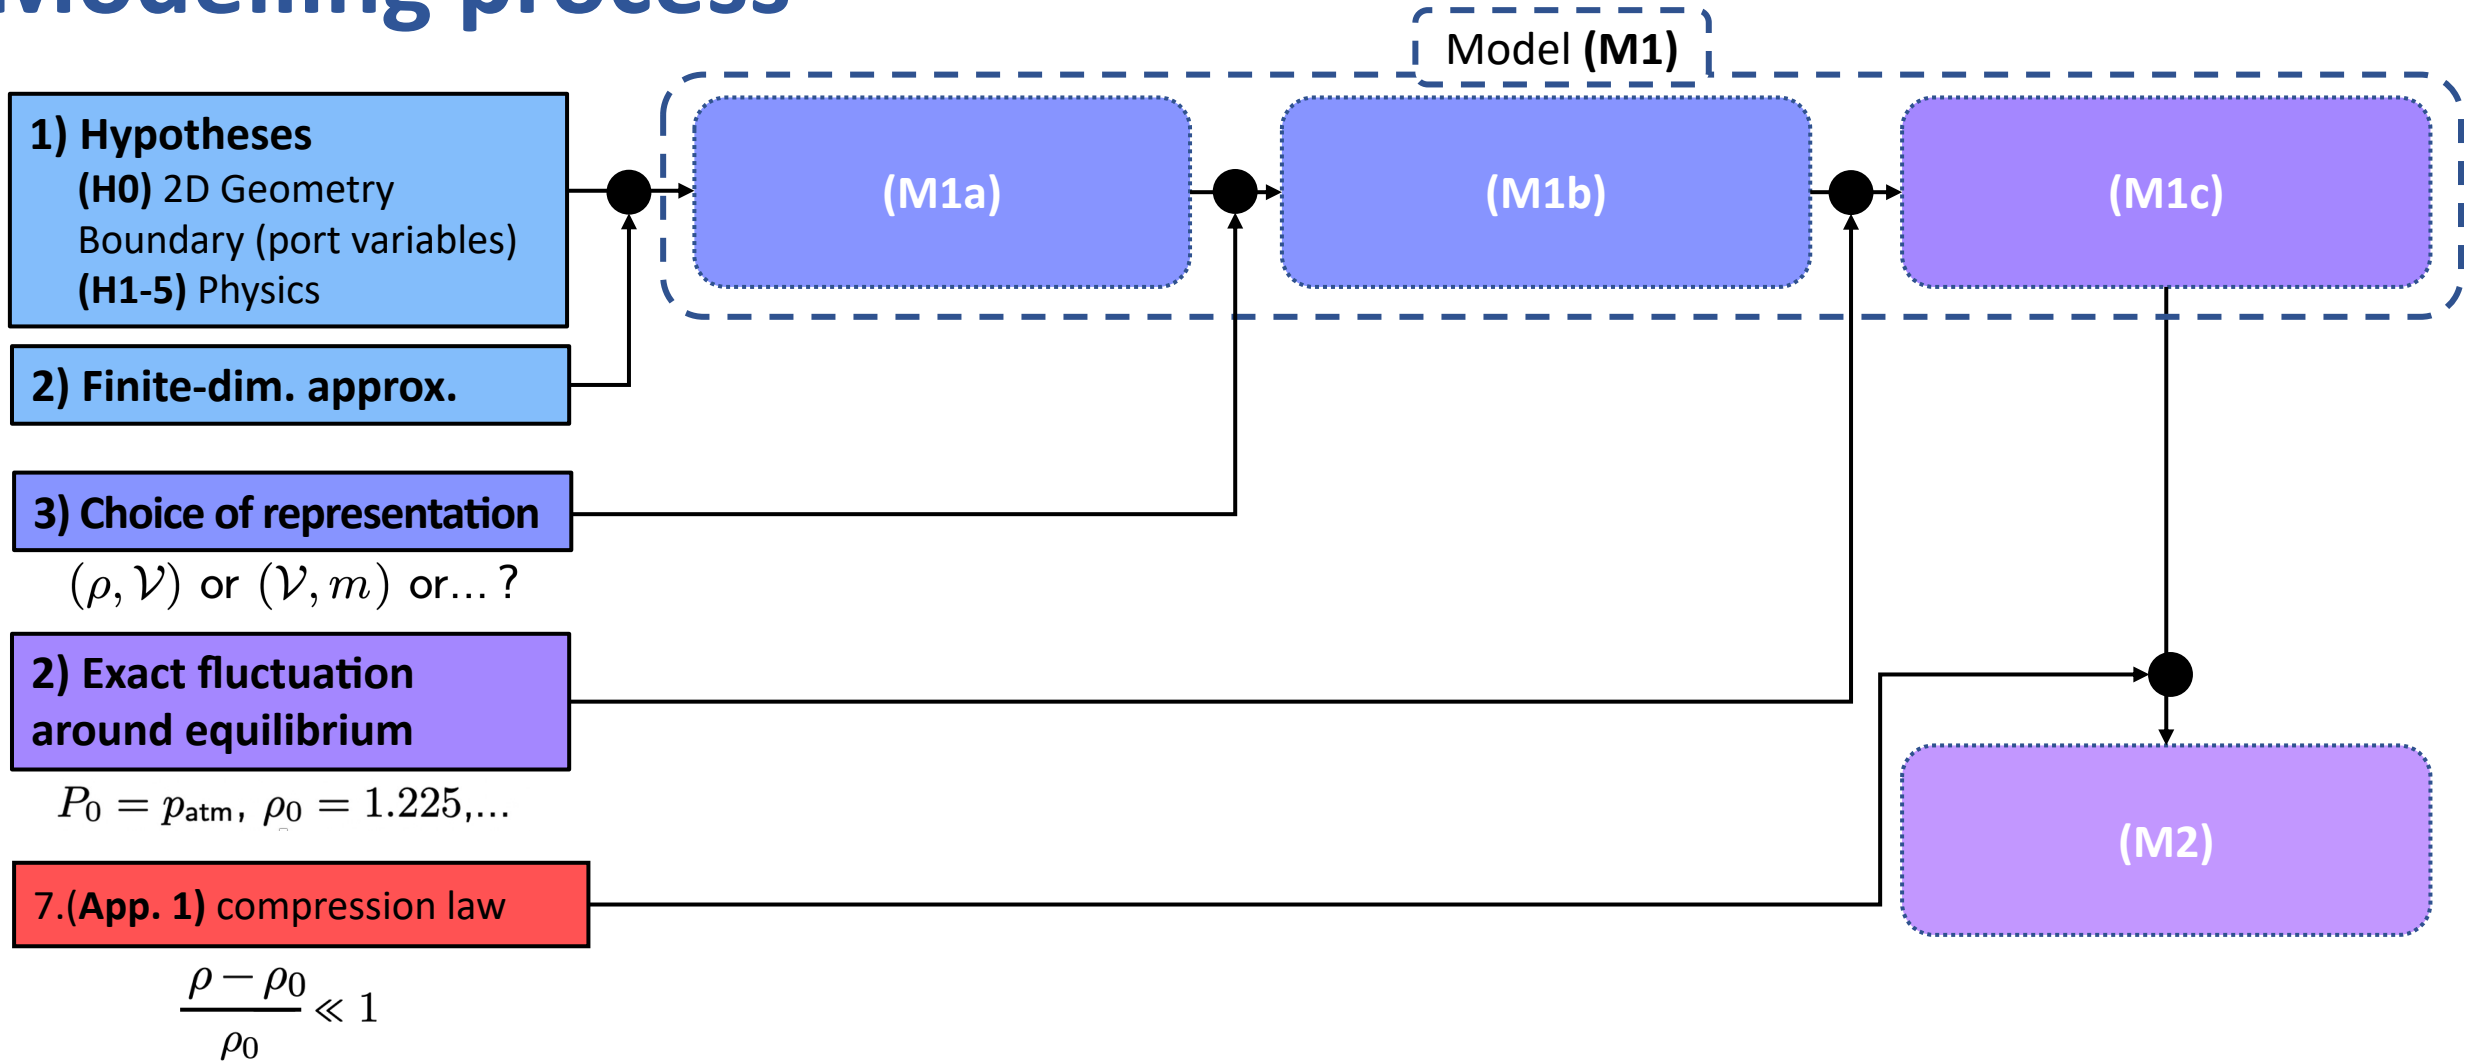 Modelling process
Model (M1)
1) Hypotheses
(H0) 2D Geometry
Boundary (port variables)
(H1-5) Physics
(M1a)
(M1b)
(M1c)
2) Finite-dim. approx.
3) Choice of representation
(ρ, 𝒱) or (𝒱, m) or... ?
2) Exact fluctuation
around equilibrium
P₀ = p_atm, ρ₀ = 1.225,...
(M2)
7.(App. 1) compression law
ρ − ρ₀
≪ 1
ρ₀